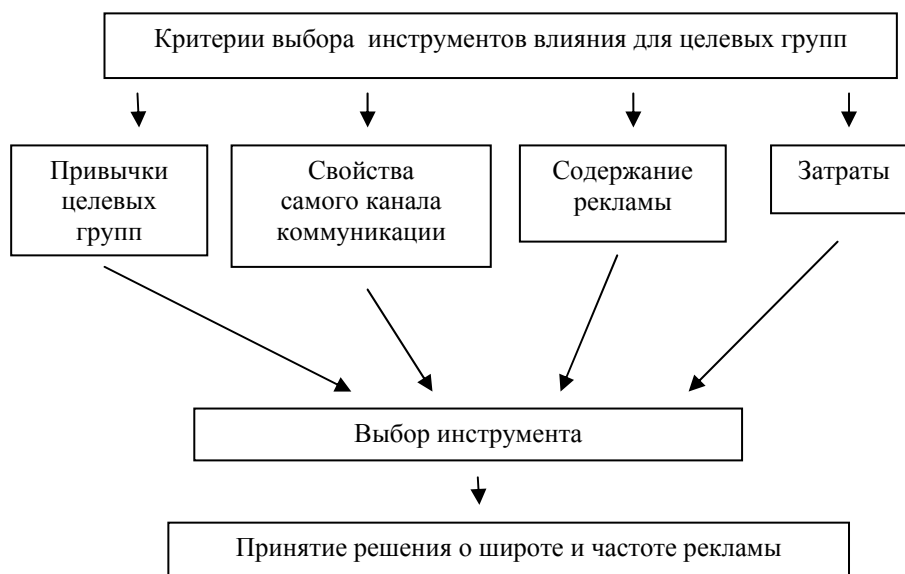 Критерии выбора инструментов влияния для целевых групп
Привычки
целевых
групп
Свойства
самого канала
коммуникации
Содержание
рекламы
Затраты
Выбор инструмента
Принятие решения о широте и частоте рекламы